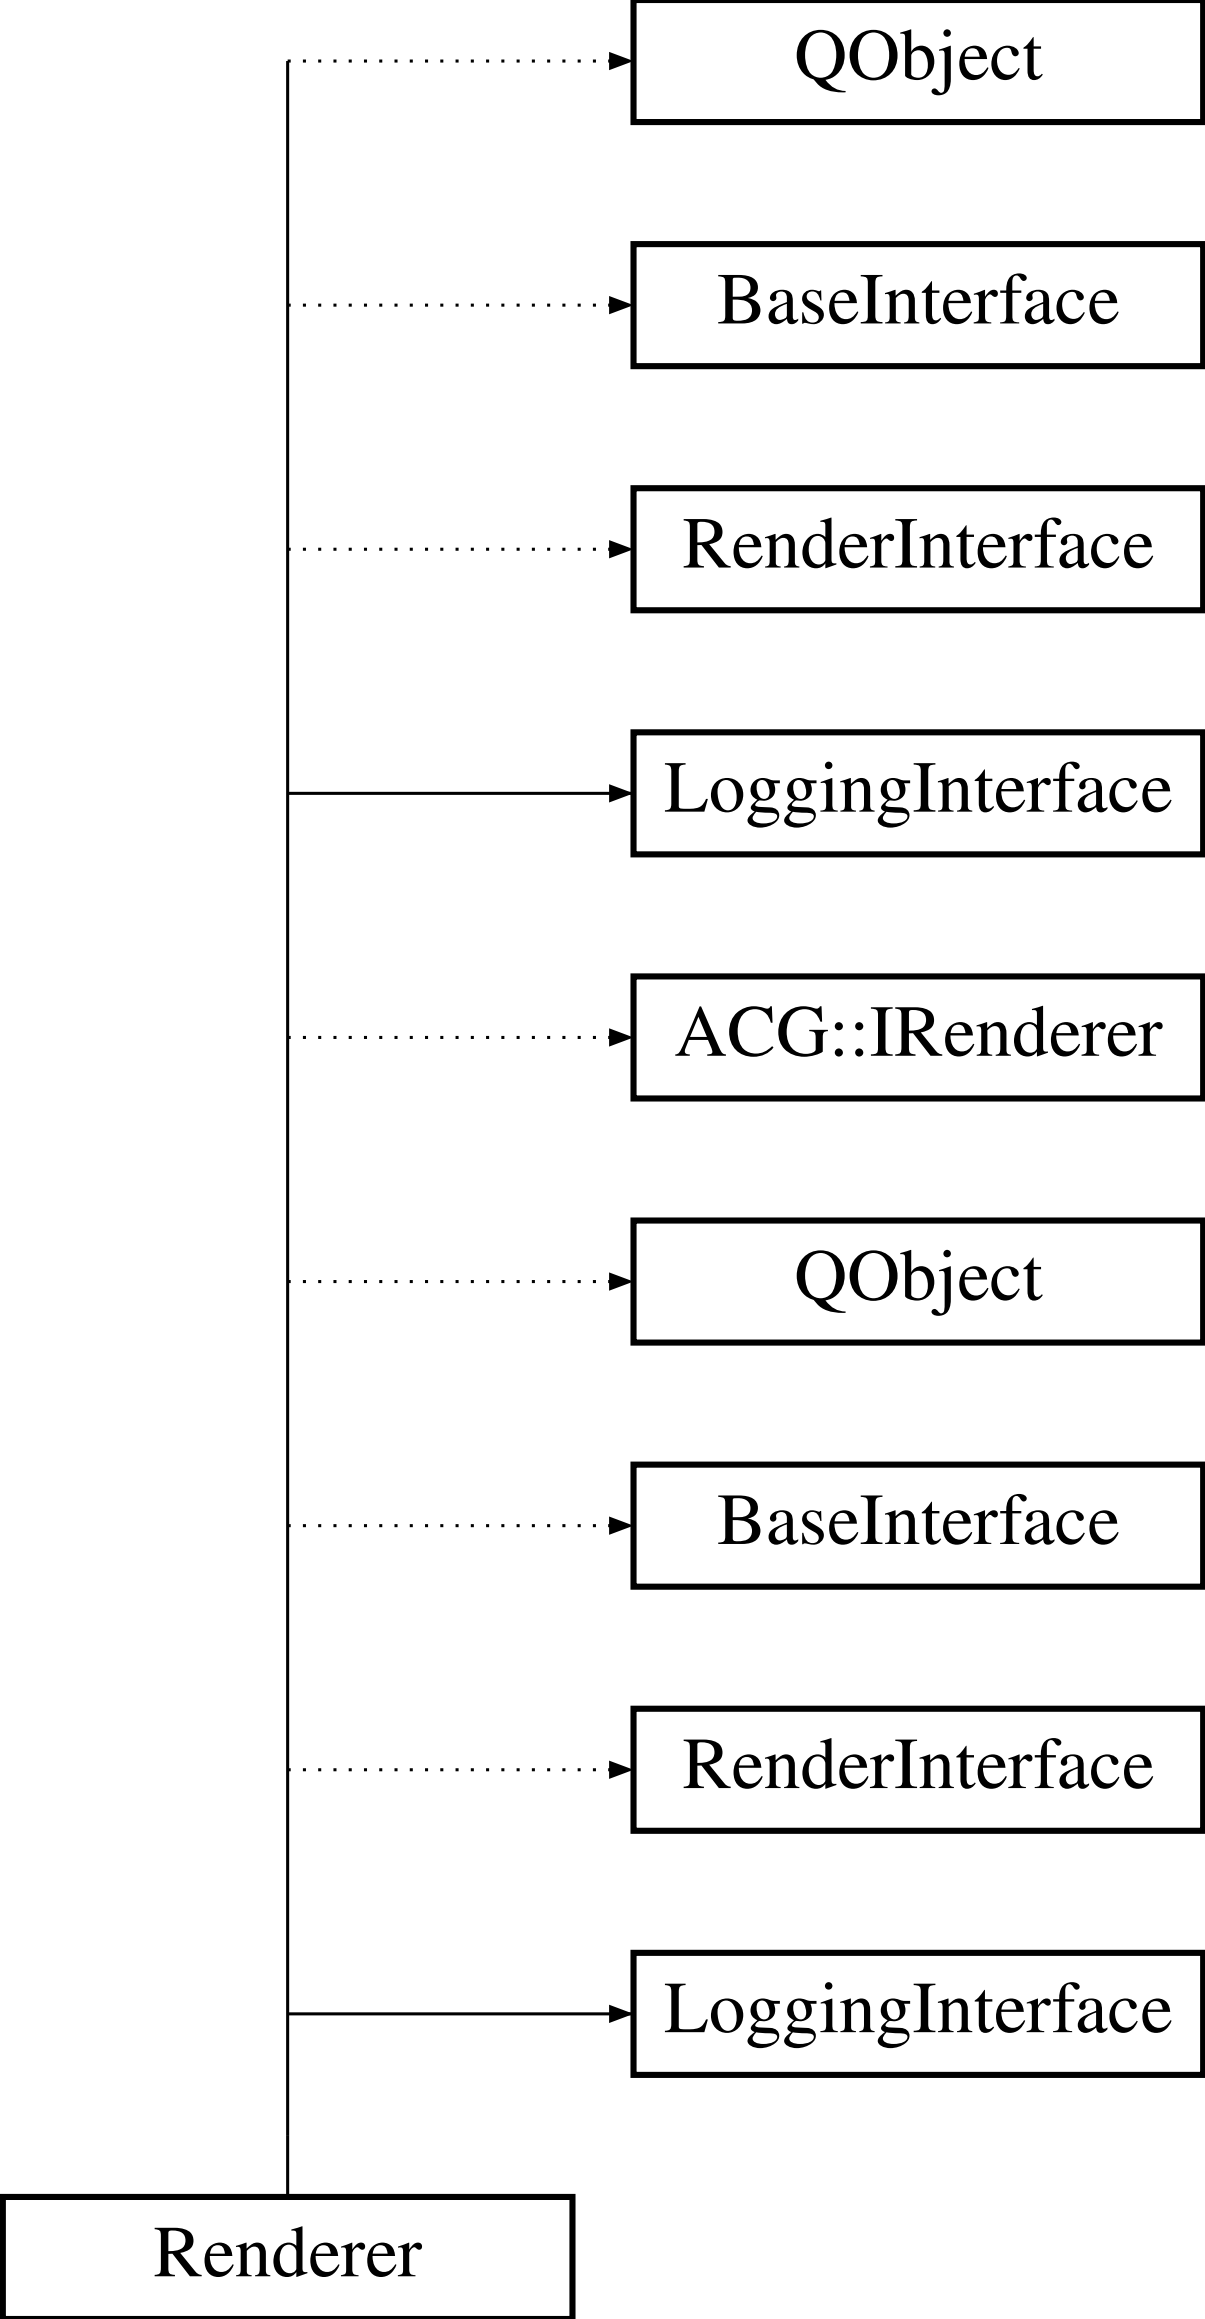 QObject
BaseInterface
RenderInterface
LoggingInterface
ACG::IRenderer
QObject
BaseInterface
RenderInterface
LoggingInterface
Renderer